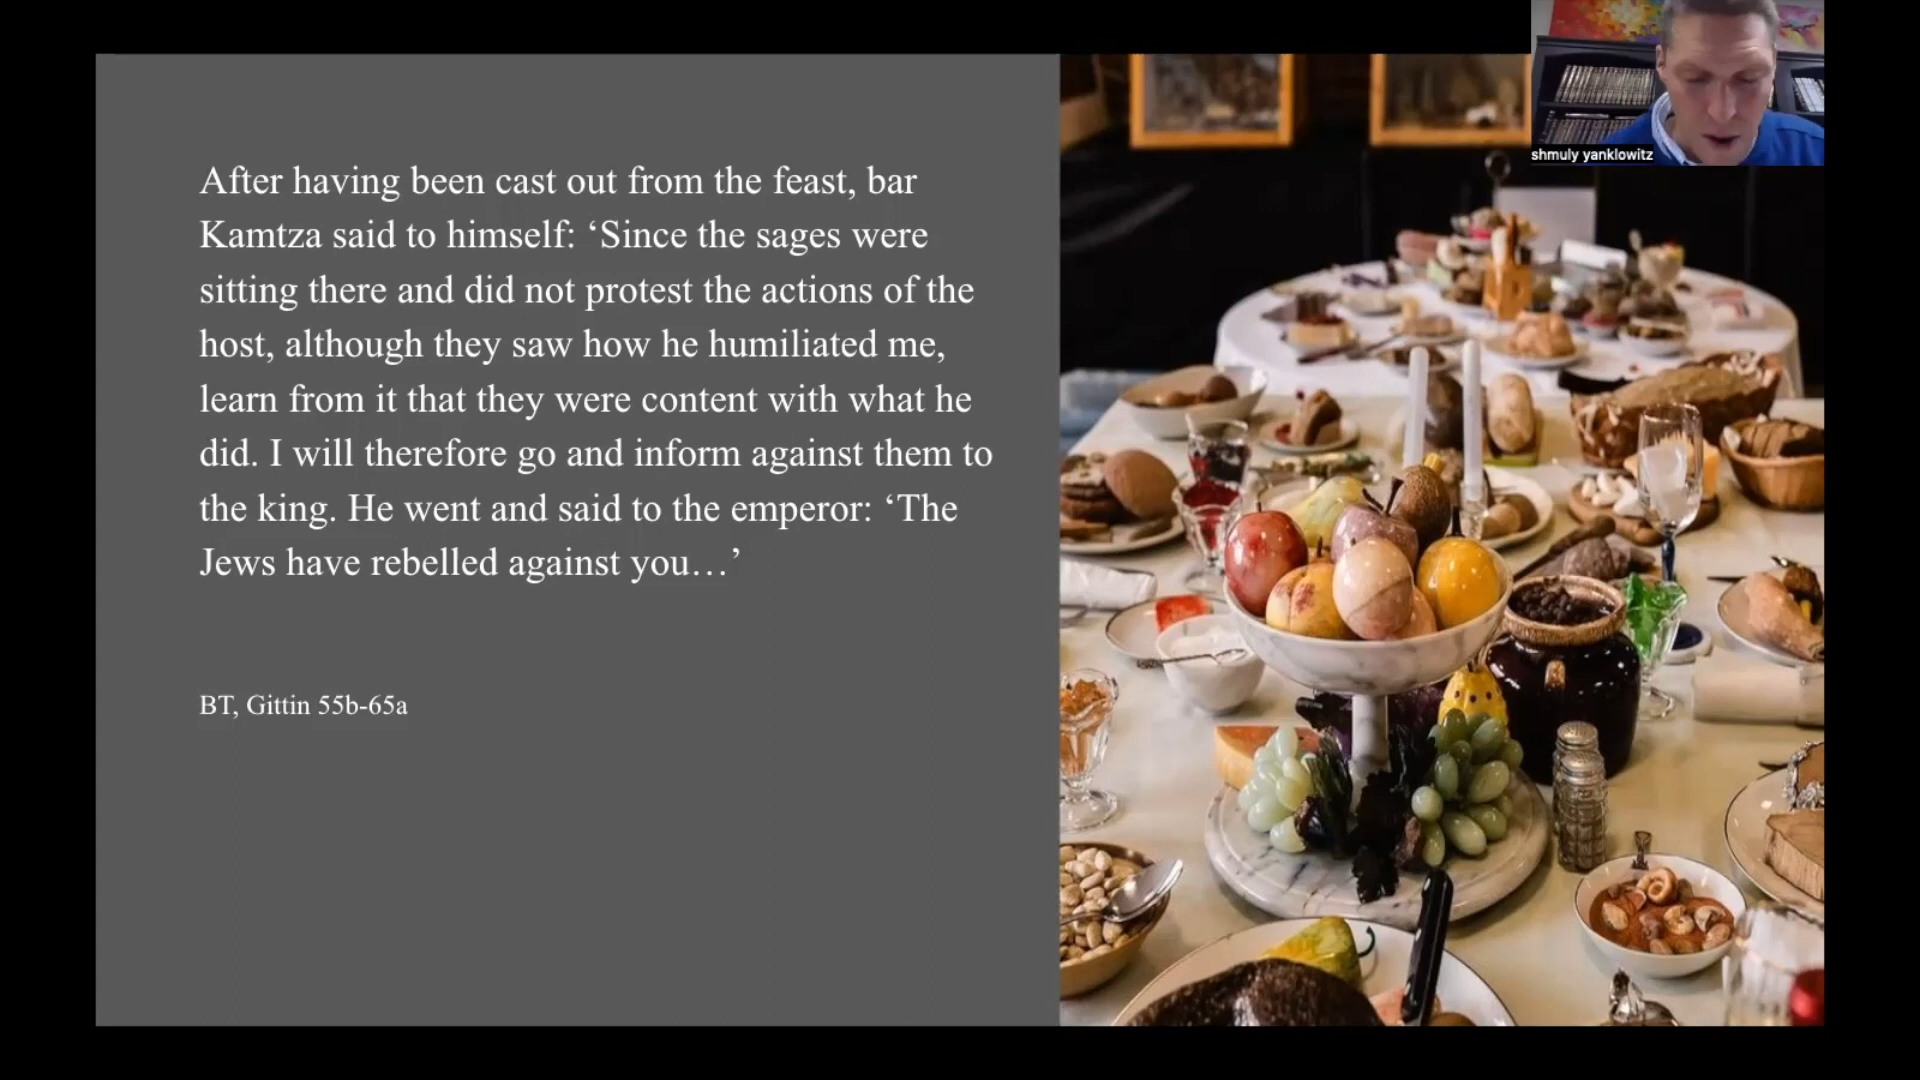 shmuly yanklowitz
After having been cast out from the feast, bar
Kamtza said to himself: ‘Since the sages were
sitting there and did not protest the actions of the
host, although they saw how he humiliated me,
learn from it that they were content with what he
did. I will therefore go and inform against them to
the king. He went and said to the emperor: ‘The
Jews have rebelled against you…’
BT, Gittin 55b-65a